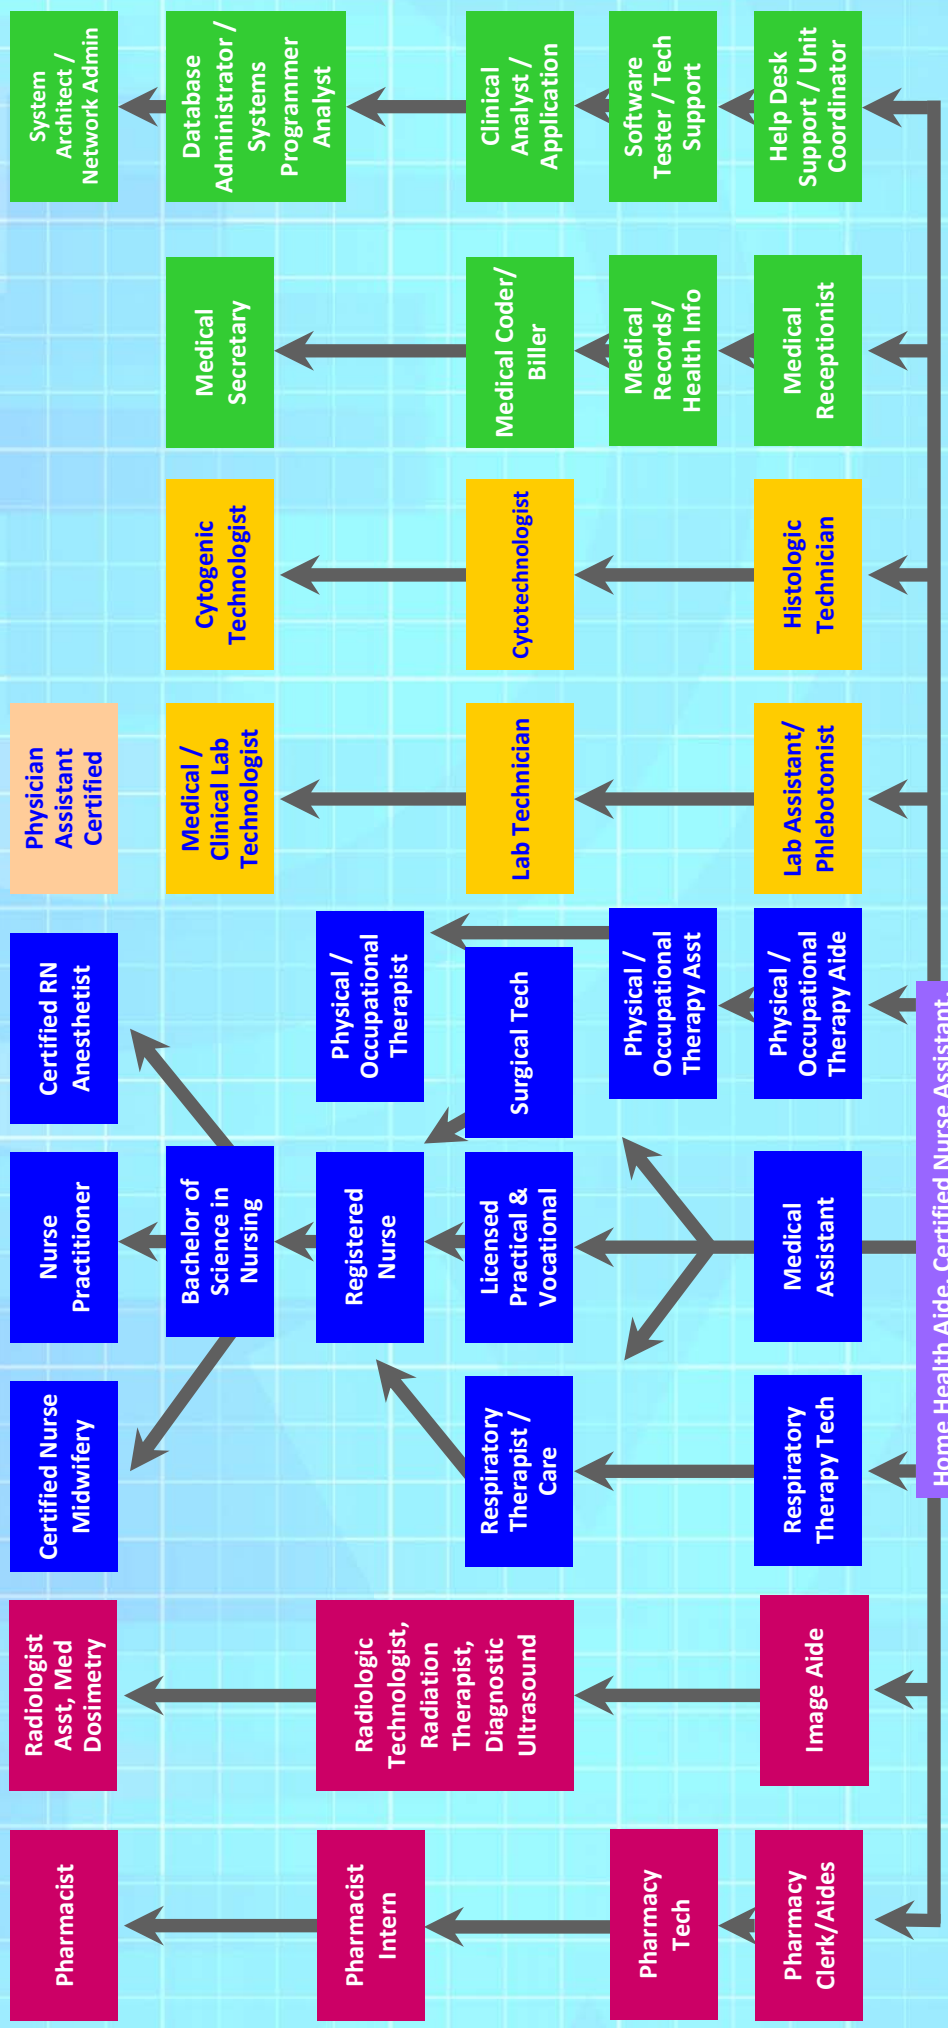 Pharmacist
Radiologist
Asst, Med
Dosimetry
Certified Nurse
Midwifery
Nurse
Practitioner
Certified RN
Anesthetist
Physician
Assistant
Certified
System
Architect /
Network Admin
Bachelor of
Science in
Nursing
Medical /
Clinical Lab
Technologist
Cytogenic
Technologist
Medical
Secretary
Database
Administrator /
Systems
Programmer
Analyst
Pharmacist
Intern
Radiologic
Technologist,
Radiation
Therapist,
Diagnostic
Ultrasound
Registered
Nurse
Physical /
Occupational
Therapist
Respiratory
Therapist /
Care
Licensed
Practical &
Vocational
Surgical Tech
Lab Technician
Cytotechnologist
Medical Coder/
Biller
Clinical
Analyst /
Application
Pharmacy
Tech
Physical /
Occupational
Therapy Asst
Medical
Records/
Health Info
Software
Tester / Tech
Support
Pharmacy
Clerk/Aides
Image Aide
Respiratory
Therapy Tech
Medical
Assistant
Physical /
Occupational
Therapy Aide
Lab Assistant/
Phlebotomist
Histologic
Technician
Medical
Receptionist
Help Desk
Support / Unit
Coordinator
Home Health Aide, Certified Nurse Assistant,